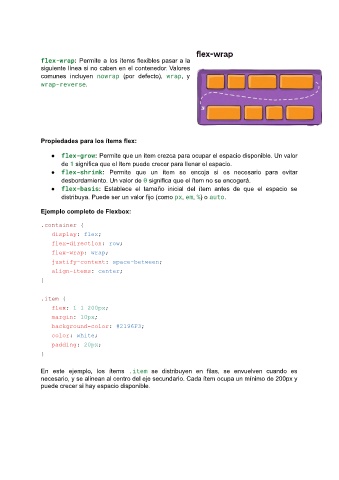 flex-wrap
flex-wrap: Permite a los ítems flexibles pasar a la
siguiente línea si no caben en el contenedor. Valores
comunes incluyen nowrap (por defecto), wrap, y
wrap-reverse.
Propiedades para los ítems flex:
● flex-grow: Permite que un ítem crezca para ocupar el espacio disponible. Un valor
de 1 significa que el ítem puede crecer para llenar el espacio.
● flex-shrink: Permite que un ítem se encoja si es necesario para evitar
desbordamiento. Un valor de 0 significa que el ítem no se encogerá.
● flex-basis: Establece el tamaño inicial del ítem antes de que el espacio se
distribuya. Puede ser un valor fijo (como px, em, %) o auto.
Ejemplo completo de Flexbox:
.container {
display: flex;
flex-direction: row;
flex-wrap: wrap;
justify-content: space-between;
align-items: center;
}
.item {
flex: 1 1 200px;
margin: 10px;
background-color: #2196F3;
color: white;
padding: 20px;
}
En este ejemplo, los ítems .item se distribuyen en filas, se envuelven cuando es
necesario, y se alinean al centro del eje secundario. Cada ítem ocupa un mínimo de 200px y
puede crecer si hay espacio disponible.